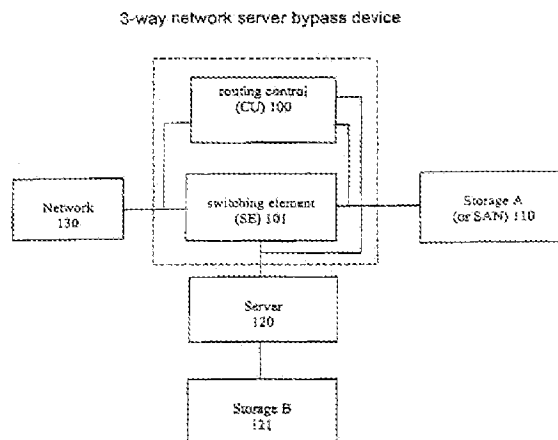 3-way network server bypass device
routing control
(CU) 100
Network
130
switching element
(SE) 101
Storage A
(or SAN) 110
Server
120
Storage B
121